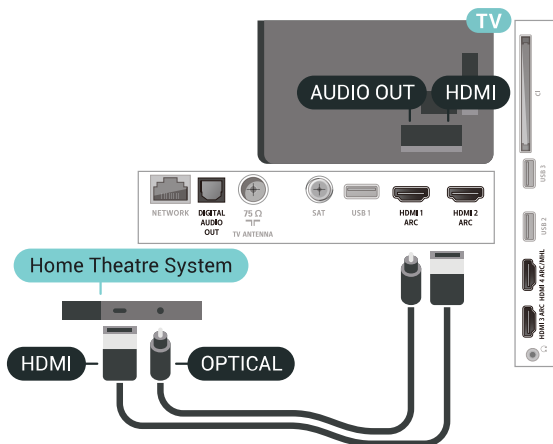 TV
AUDIO OUT
HDMI
NETWORK
DIGITAL
AUDIO
OUT
75 Ω
TV ANTENNA
SAT
USB 1
HDMI 1
ARC
HDMI 2
ARC
CI
USB 3
USB 2
HDMI 4 ARC/MHL
HDMI 3 ARC
Home Theatre System
HDMI
OPTICAL